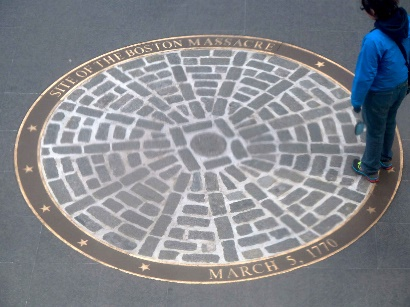 SITE OF THE BOSTON MASSACRE
MARCH 5, 1770